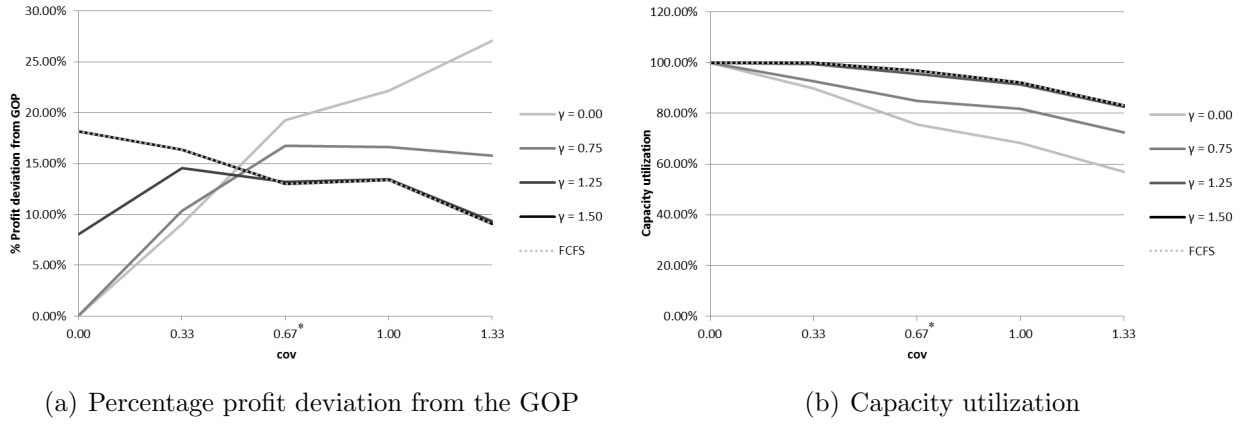 30.00%
25.00%
20.00%
15.00%
10.00%
5.00%
0.00%
% Profit deviation from GOP
0.00 0.33 0.67* 1.00 1.33
cov
γ = 0.00
γ = 0.75
γ = 1.25
γ = 1.50
FCFS
(a) Percentage profit deviation from the GOP
120.00%
100.00%
80.00%
60.00%
40.00%
20.00%
0.00%
Capacity utilization
0.00 0.33 0.67* 1.00 1.33
cov
γ = 0.00
γ = 0.75
γ = 1.25
γ = 1.50
FCFS
(b) Capacity utilization